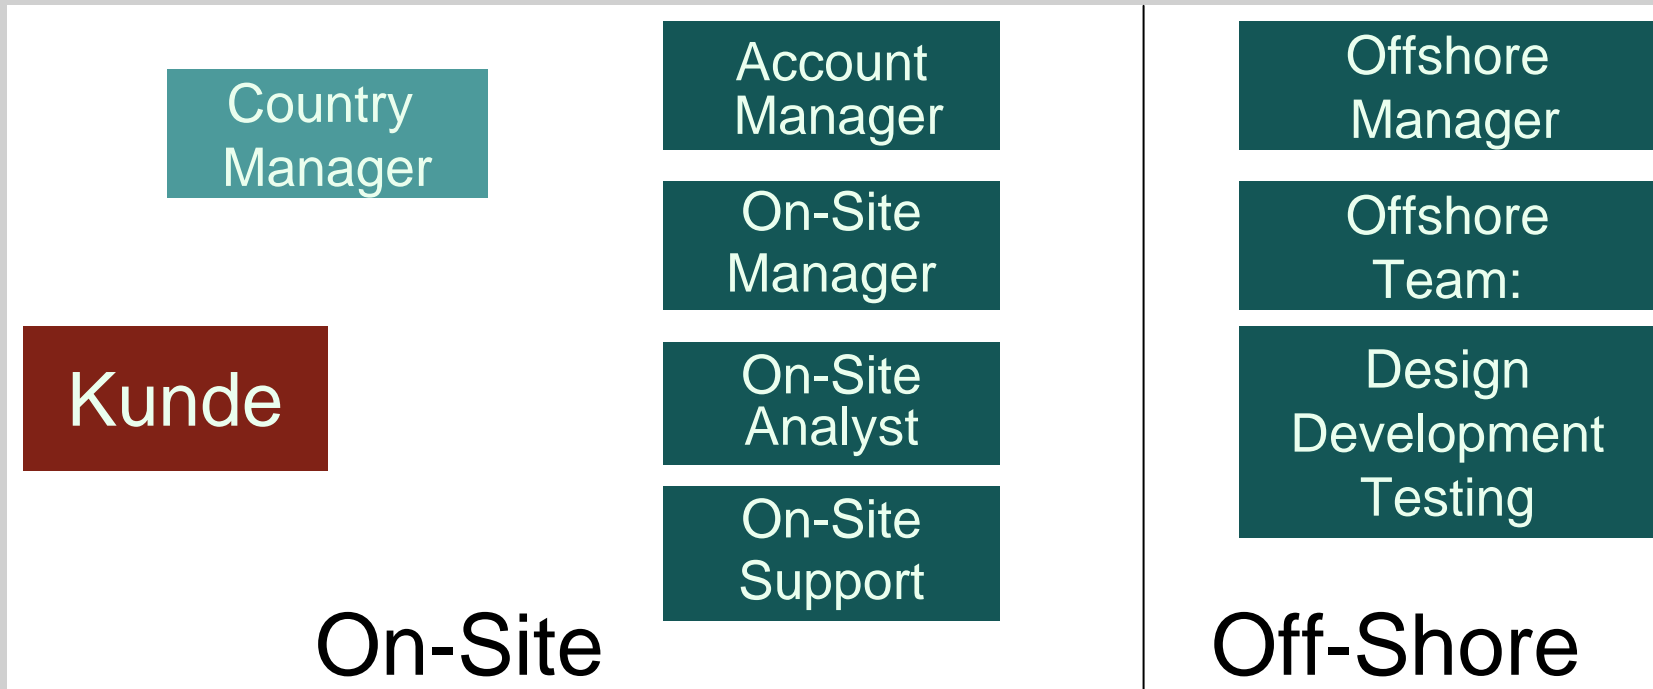 Country
Manager
Kunde
Account
Manager
On-Site
Manager
On-Site
Analyst
On-Site
Support
On-Site
Offshore
Manager
Offshore
Team:
Design
Development
Testing
Off-Shore